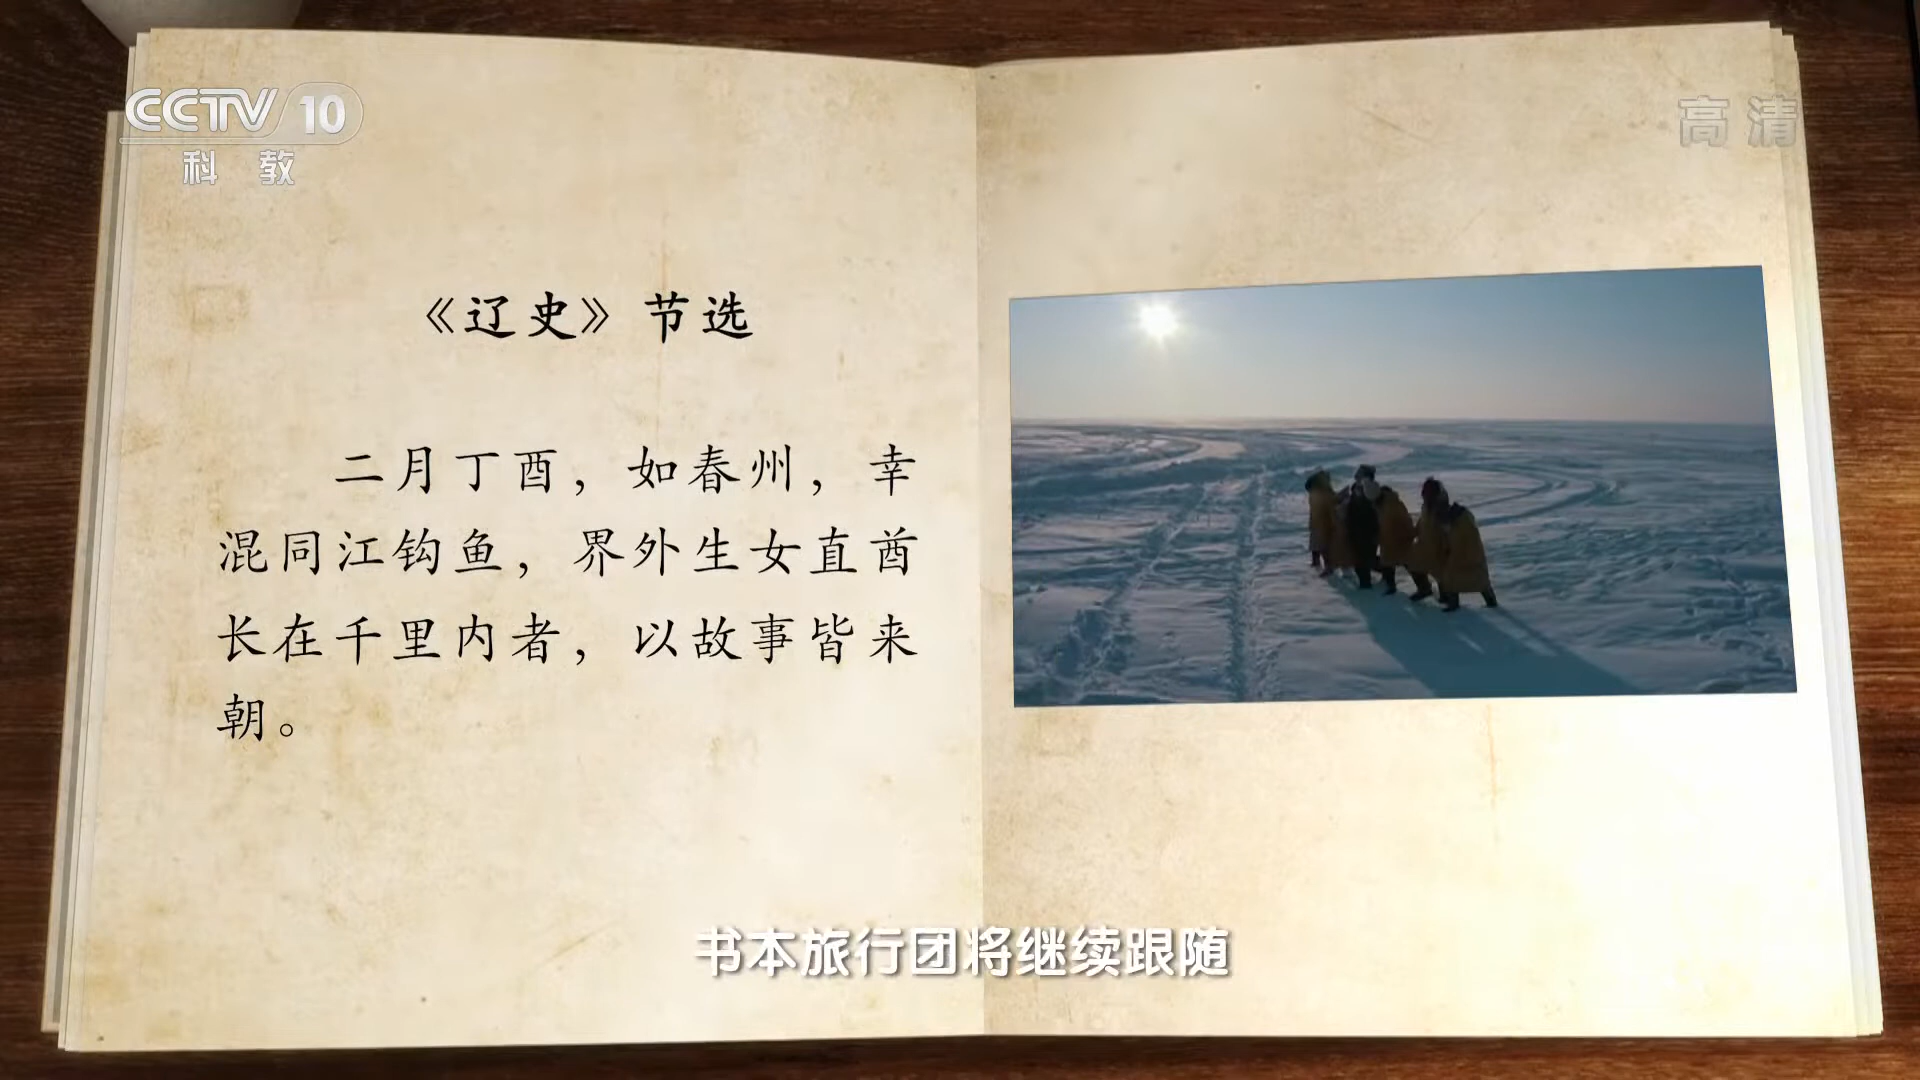 CCTV 10
科 教
高清
《辽史》节选
二月丁酉，如春州，幸
混同江钩鱼，界外生女直酋
长在千里内者，以故事皆来
朝。
书本旅行团将继续跟随